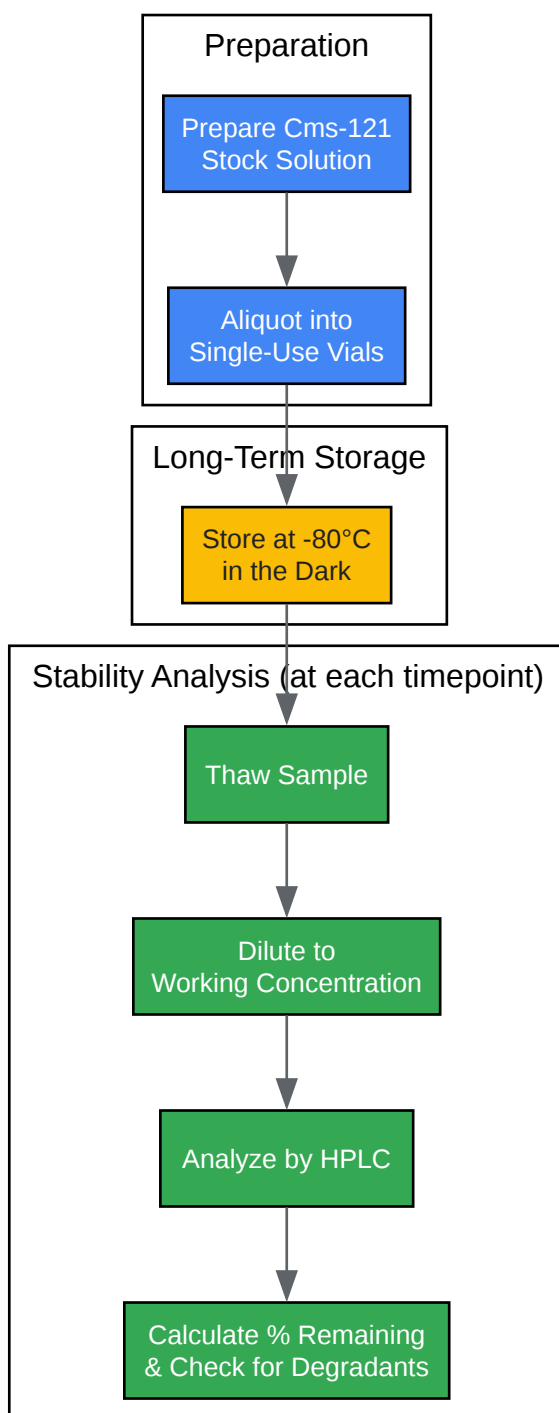 Preparation
Prepare Cms-121
Stock Solution
Aliquot into
Single-Use Vials
Long-Term Storage
Store at -80°C
in the Dark
Stability Analysis (at each timepoint)
Thaw Sample
Dilute to
Working Concentration
Analyze by HPLC
Calculate % Remaining
& Check for Degradants